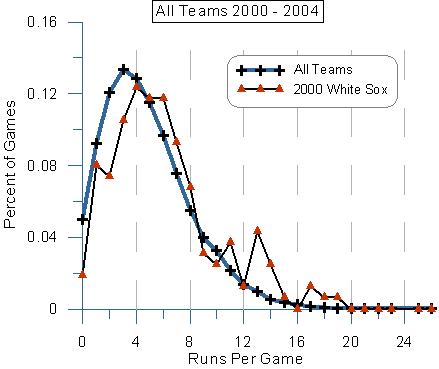 All Teams 2000 - 2004
0.16
0.12
0.08
0.04
0
Percent of Games
All Teams
2000 White Sox
0 4 8 12 16 20 24
Runs Per Game